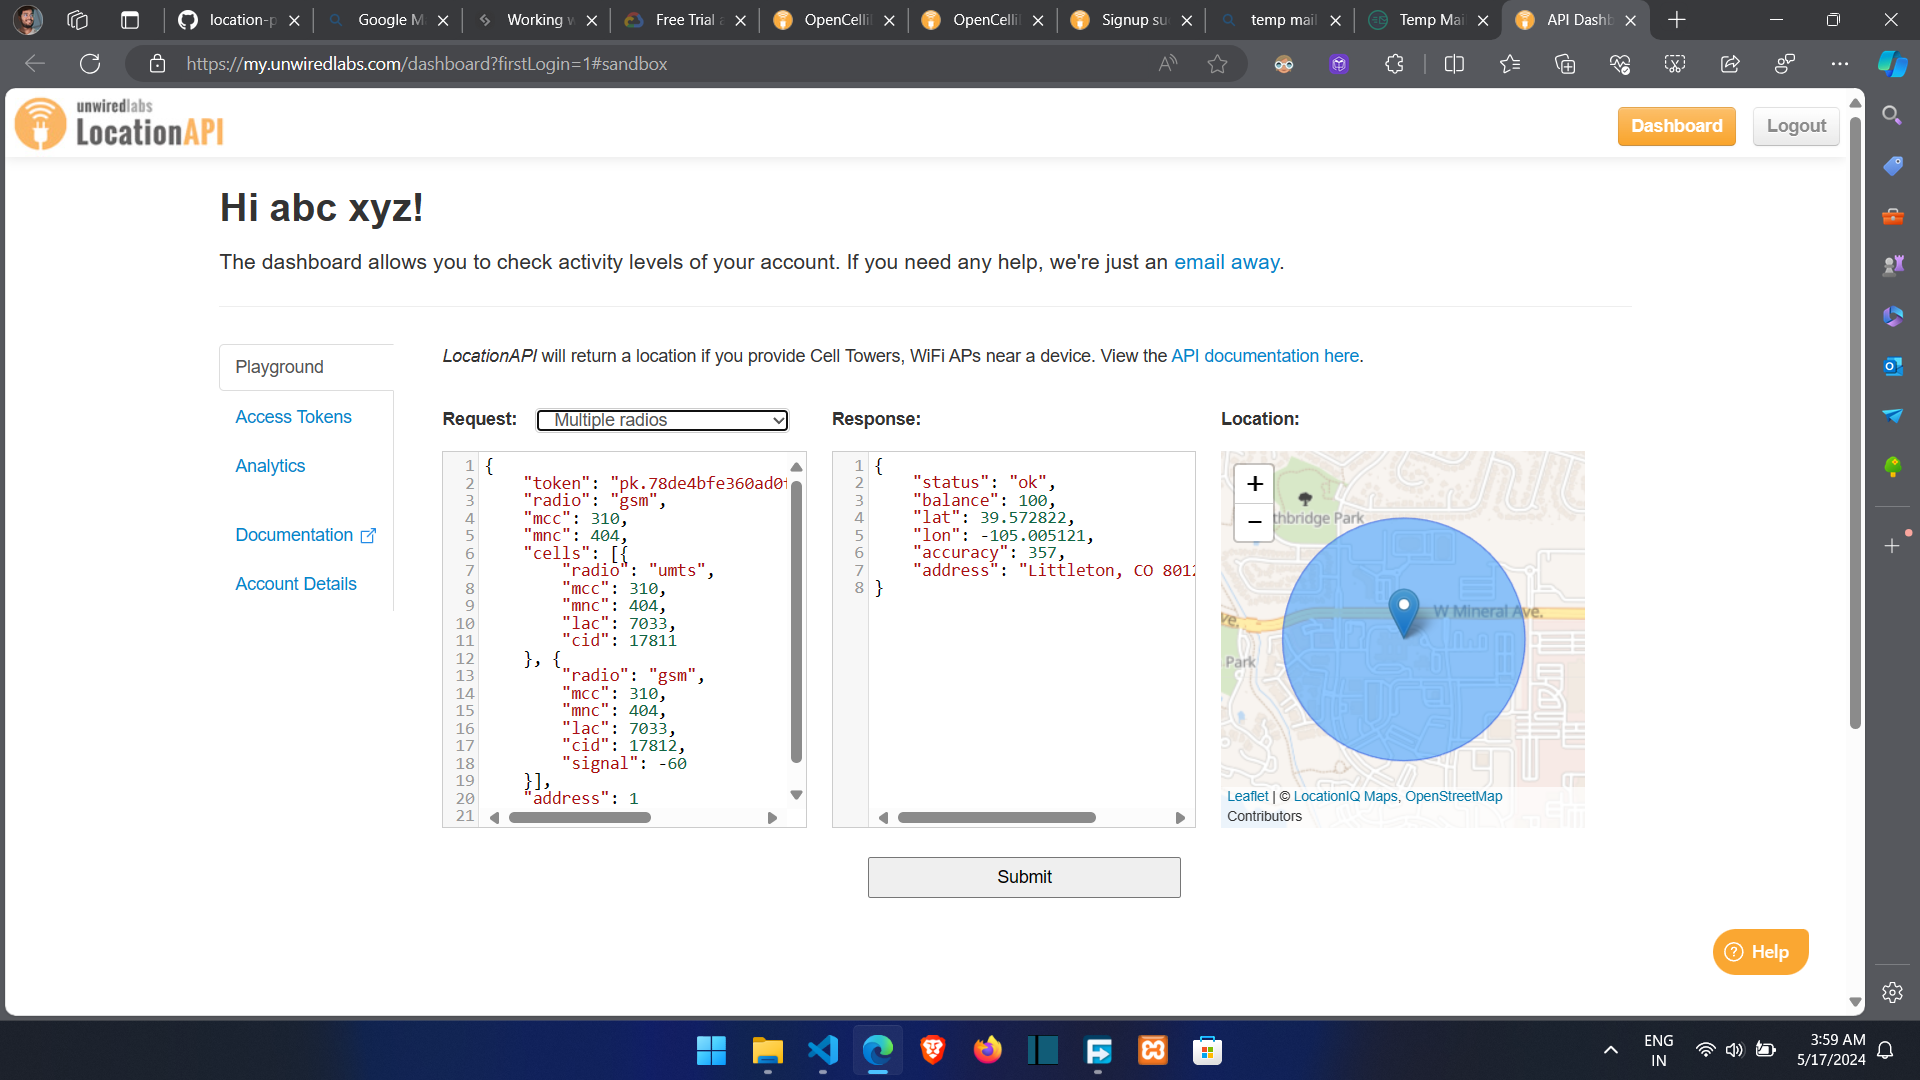 location-p
Google M
Working w
Free Trial a
OpenCelliI
OpenCelliI
Signup suc
temp mail
Temp Mai
API Dashb
https://my.unwiredlabs.com/dashboard?firstLogin=1#sandbox
unwiredlabs
LocationAPI
Dashboard
Logout
Hi abc xyz!
The dashboard allows you to check activity levels of your account. If you need any help, we're just an email away.
Playground
Access Tokens
Analytics
Documentation
Account Details
LocationAPI will return a location if you provide Cell Towers, WiFi APs near a device. View the API documentation here.
Request:
Multiple radios
1 {
2 "token": "pk.78de4bfe360ad0f
3 "radio": "gsm",
4 "mcc": 310,
5 "mnc": 404,
6 "cells": [{
7 "radio": "umts",
8 "mcc": 310,
9 "mnc": 404,
10 "lac": 7033,
11 "cid": 17811
12 }, {
13 "radio": "gsm",
14 "mcc": 310,
15 "mnc": 404,
16 "lac": 7033,
17 "cid": 17812,
18 "signal": -60
19 }],
20 "address": 1
21
Response:
1 {
2 "status": "ok",
3 "balance": 100,
4 "lat": 39.572822,
5 "lon": -105.005121,
6 "accuracy": 357,
7 "address": "Littleton, CO 8012
8 }
Location:
+
−
thbridge Park
W Mineral Ave.
ve.
Park
Leaflet | © LocationIQ Maps, OpenStreetMap
Contributors
Submit
Help
ENG
IN
3:59 AM
5/17/2024